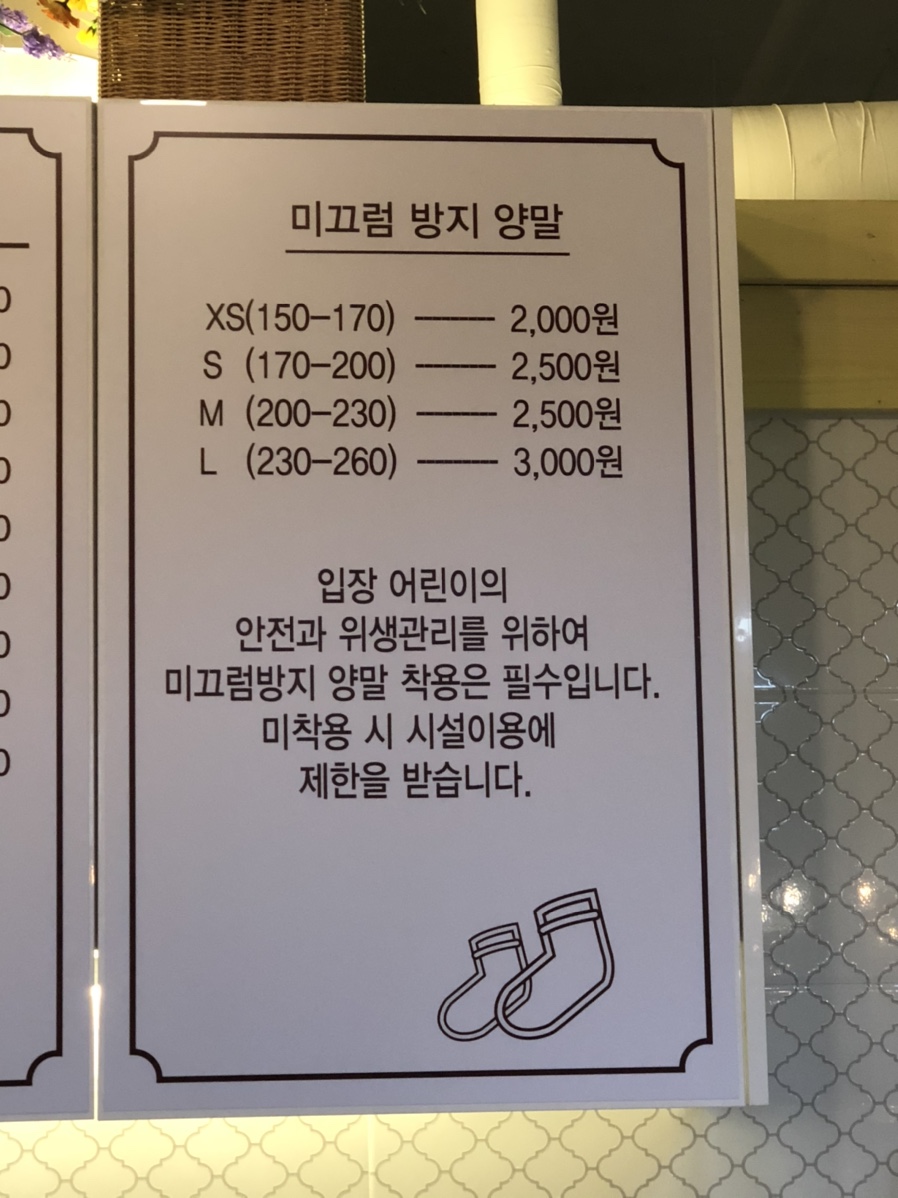 미끄럼 방지 양말
XS(150-170) ——— 2,000원
S (170-200) ——— 2,500원
M (200-230) ——— 2,500원
L (230-260) ——— 3,000원
입장 어린이의
안전과 위생관리를 위하여
미끄럼방지 양말 착용은 필수입니다.
미착용 시 시설이용에
제한을 받습니다.